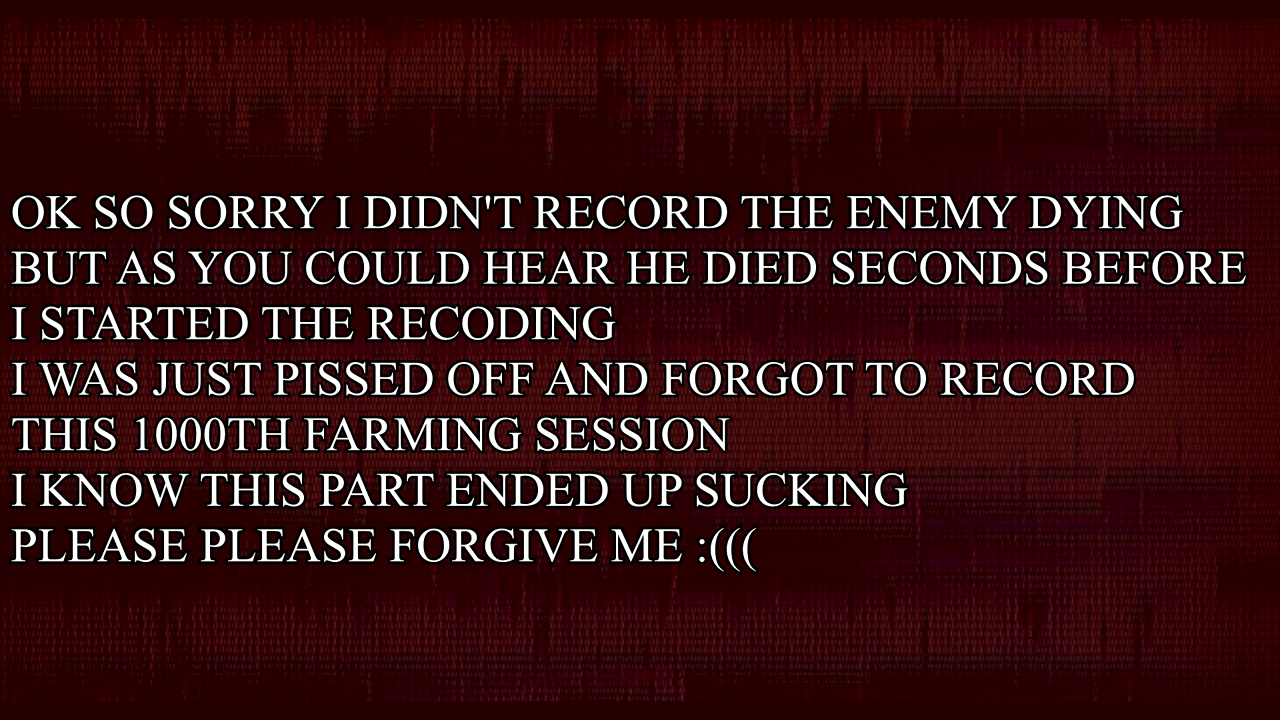 OK SO SORRY I DIDN'T RECORD THE ENEMY DYING
BUT AS YOU COULD HEAR HE DIED SECONDS BEFORE
I STARTED THE RECODING
I WAS JUST PISSED OFF AND FORGOT TO RECORD
THIS 1000TH FARMING SESSION
I KNOW THIS PART ENDED UP SUCKING
PLEASE PLEASE FORGIVE ME :(((